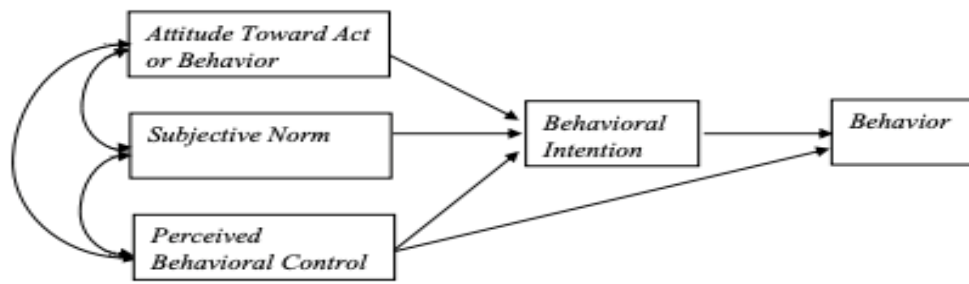 Attitude Toward Act
or Behavior
Subjective Norm
Perceived
Behavioral Control
Behavioral
Intention
Behavior